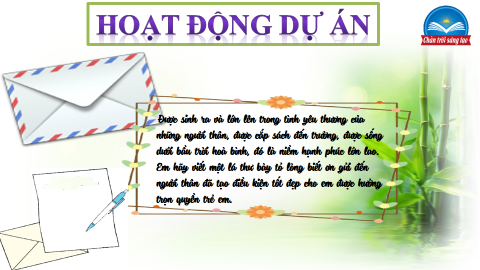 HOẠT ĐỘNG DỰ ÁN
Chân trời sáng tạo
Được sinh ra và lớn lên trong tình yêu thương của
những người thân, được cắp sách đến trường, được sống
dưới bầu trời hoà bình, đó là niềm hạnh phúc lớn lao.
Em hãy viết một lá thư bày tỏ lòng biết ơn gửi đến
người thân đã tạo điều kiện tốt đẹp cho em được hưởng
trọn quyền trẻ em.